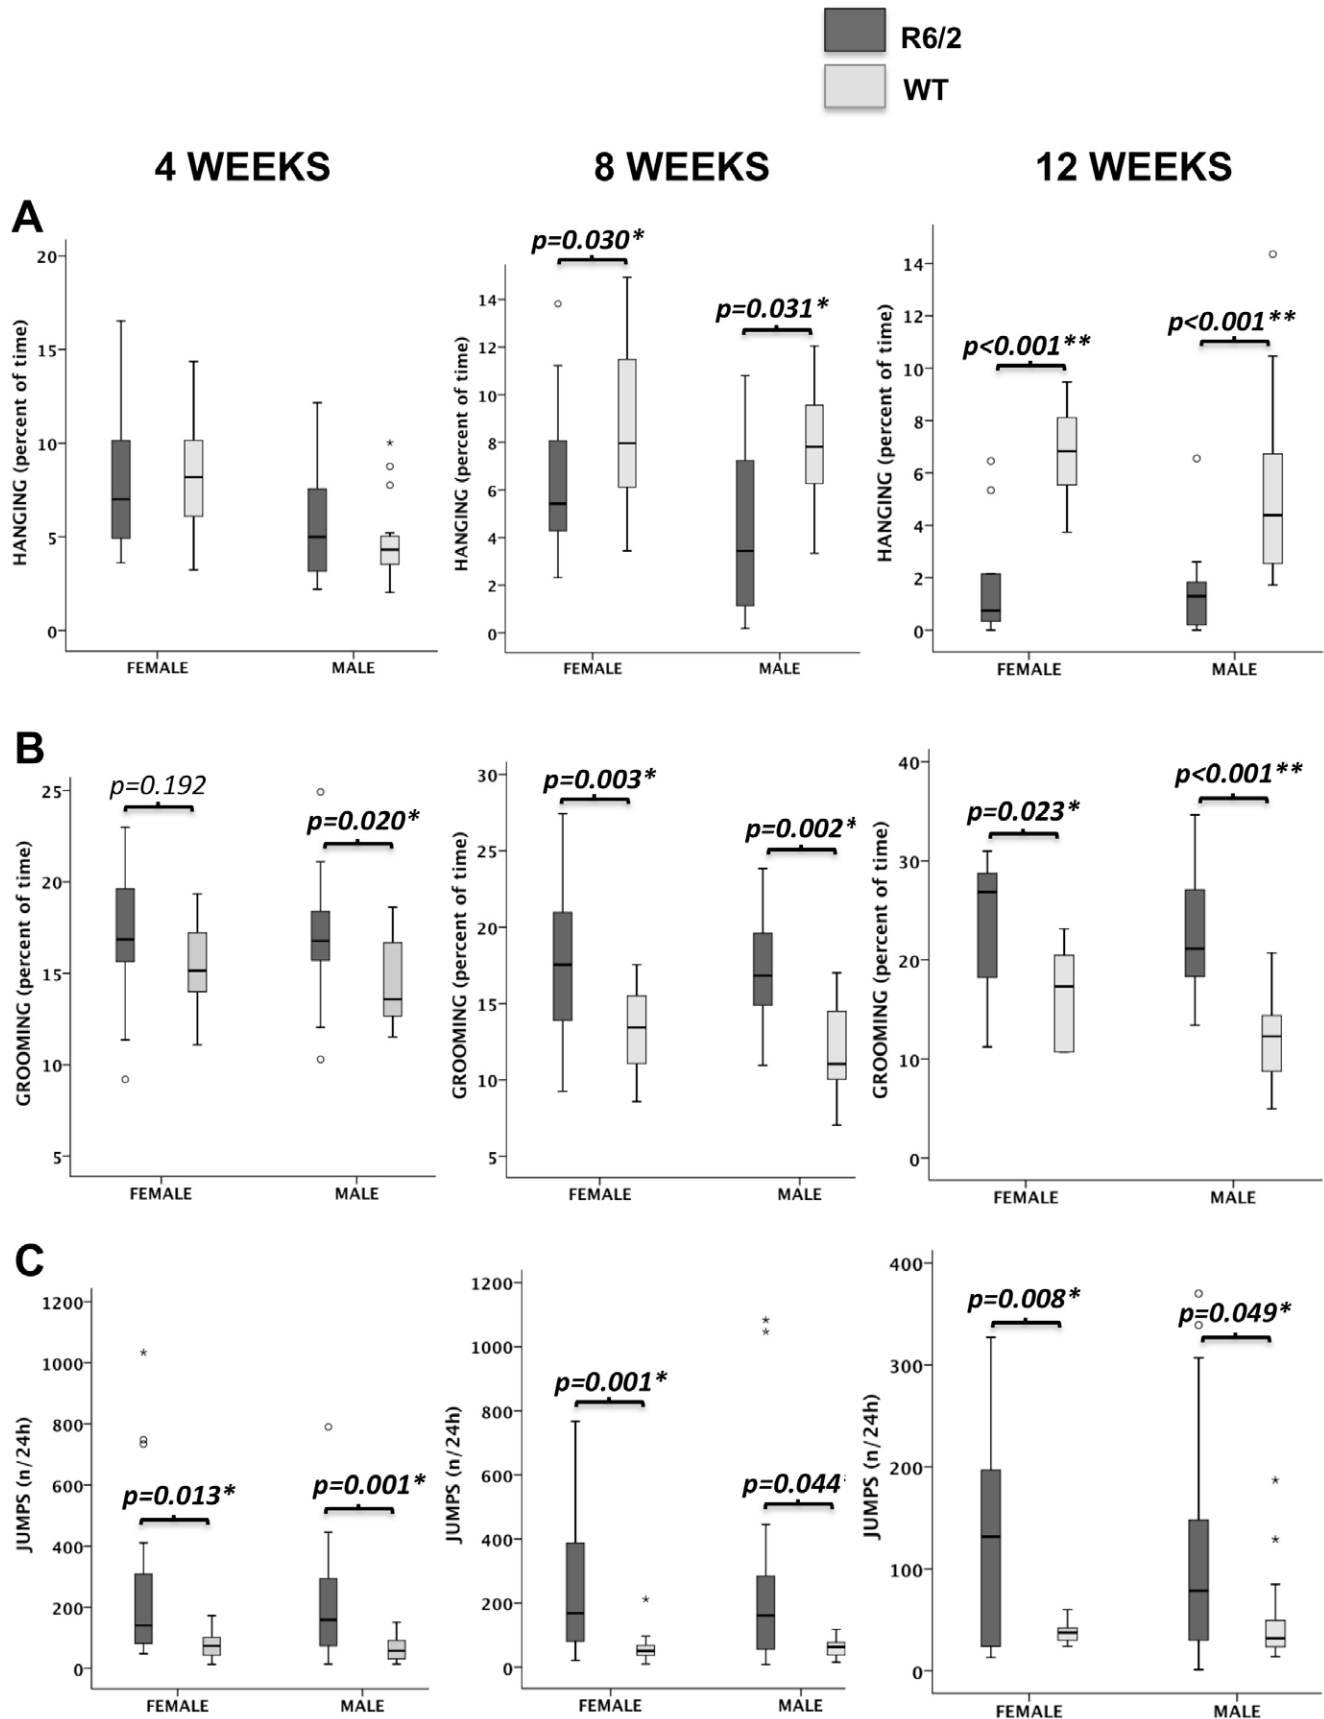 R6/2
WT
4 WEEKS 8 WEEKS 12 WEEKS
A
HANGING (percent of time)
20
15
10
5
0
FEMALE MALE
HANGING (percent of time)
p=0.030*
p=0.031*
14
12
10
8
6
4
2
0
FEMALE MALE
HANGING (percent of time)
p<0.001**
p<0.001**
14
12
10
8
6
4
2
0
FEMALE MALE
B
GROOMING (percent of time)
p=0.192
p=0.020*
25
20
15
10
5
FEMALE MALE
GROOMING (percent of time)
p=0.003*
p=0.002*
30
25
20
15
10
5
FEMALE MALE
GROOMING (percent of time)
p=0.023*
p<0.001**
40
30
20
10
0
FEMALE MALE
C
JUMPS (n/24h)
p=0.013*
p=0.001*
1200
1000
800
600
400
200
0
FEMALE MALE
JUMPS (n/24h)
p=0.001*
p=0.044
1200
1000
800
600
400
200
0
FEMALE MALE
JUMPS (n/24h)
p=0.008*
p=0.049*
400
300
200
100
0
FEMALE MALE